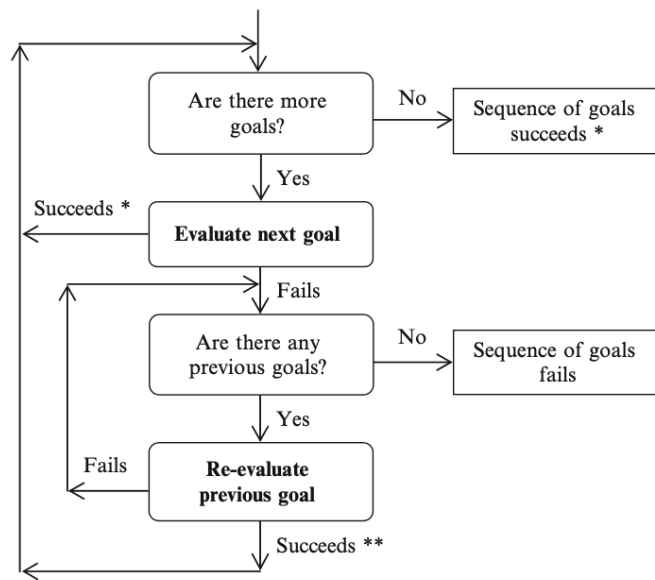 Are there more
goals?
No
Sequence of goals
succeeds *
Yes
Succeeds *
Evaluate next goal
Fails
Are there any
previous goals?
No
Sequence of goals
fails
Yes
Fails
Re-evaluate
previous goal
Succeeds **